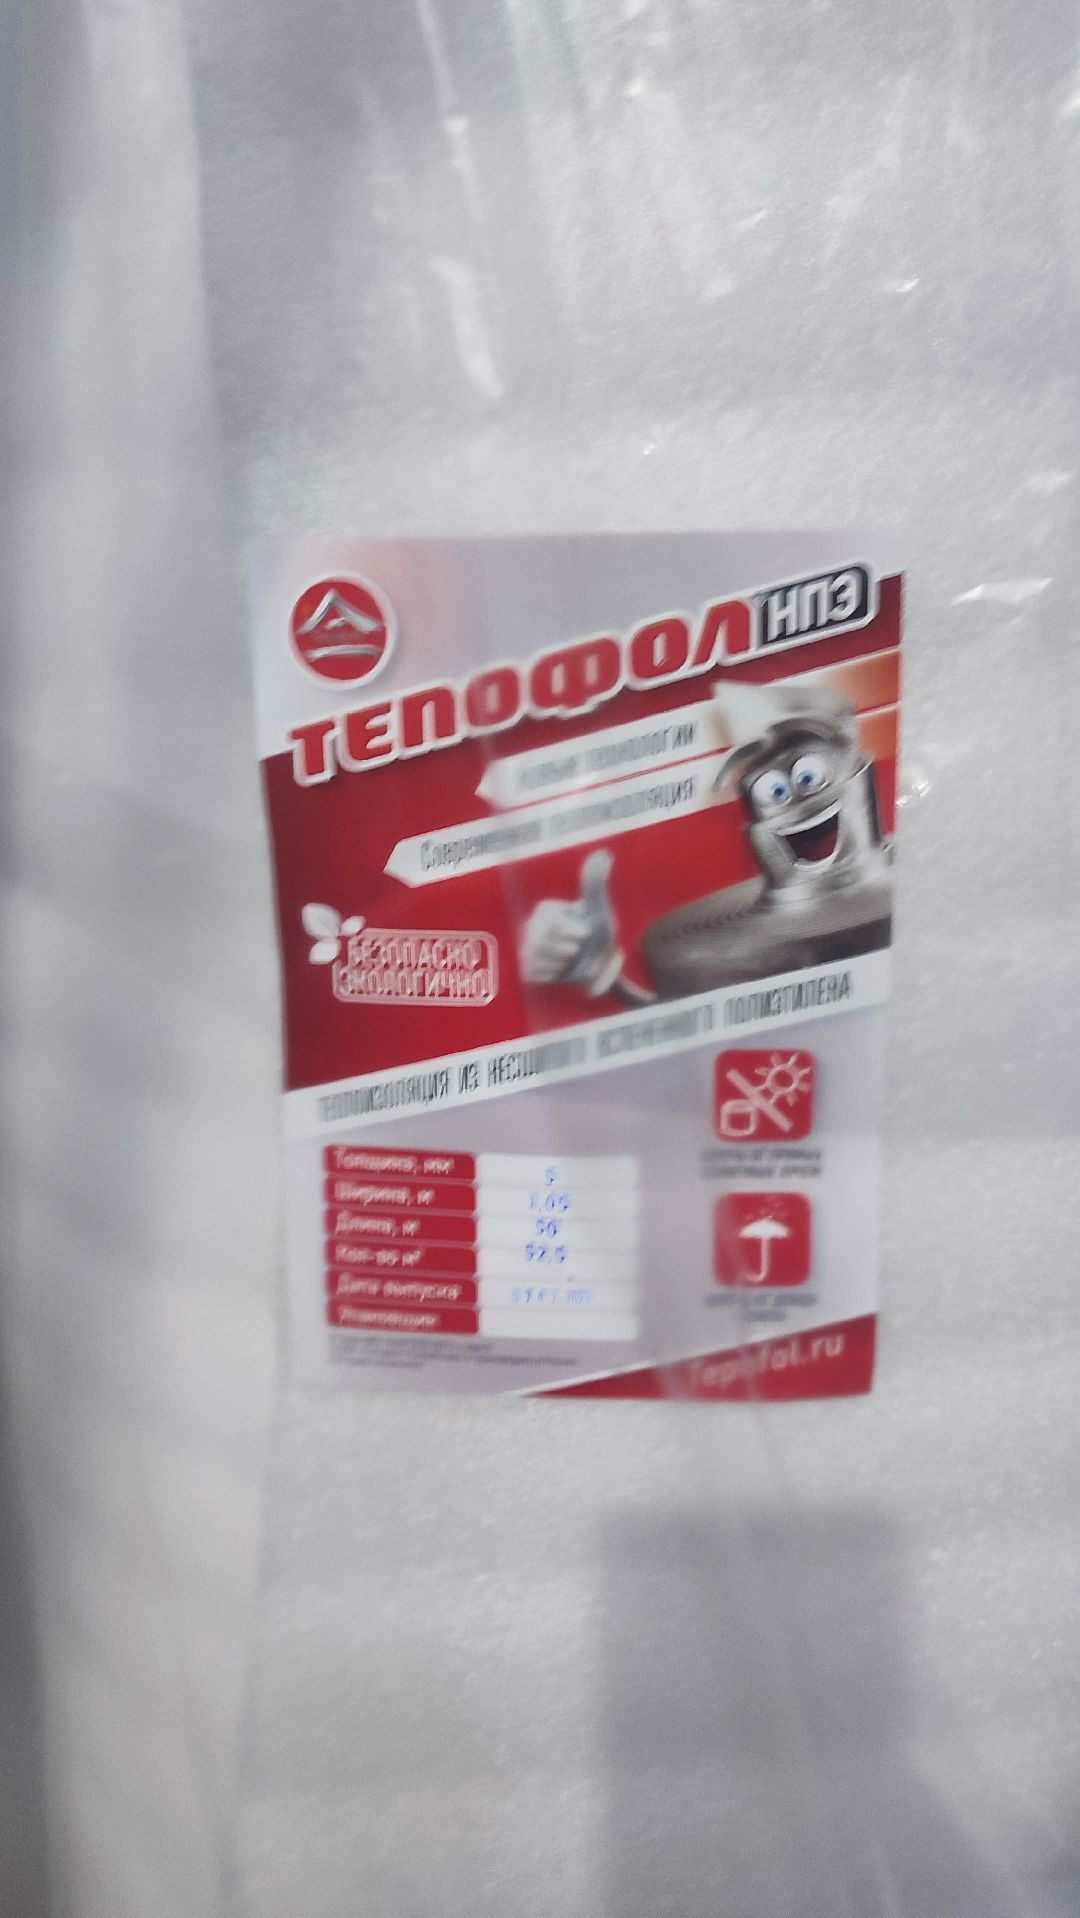 ТЕПОФОЛ НПЭ
Новые технологии
Современная теплоизоляция
БЕЗОПАСНО
ЭКОЛОГИЧНО
ТЕПЛОИЗОЛЯЦИЯ ИЗ НЕСШИТОГО ВСПЕНЕННОГО ПОЛИЭТИЛЕНА
Толщина, мм 5
Ширина, м 1,05
Длина, м 50
Кол-во м² 52,5
Дата выпуска
Упаковщик
Tepofol.ru